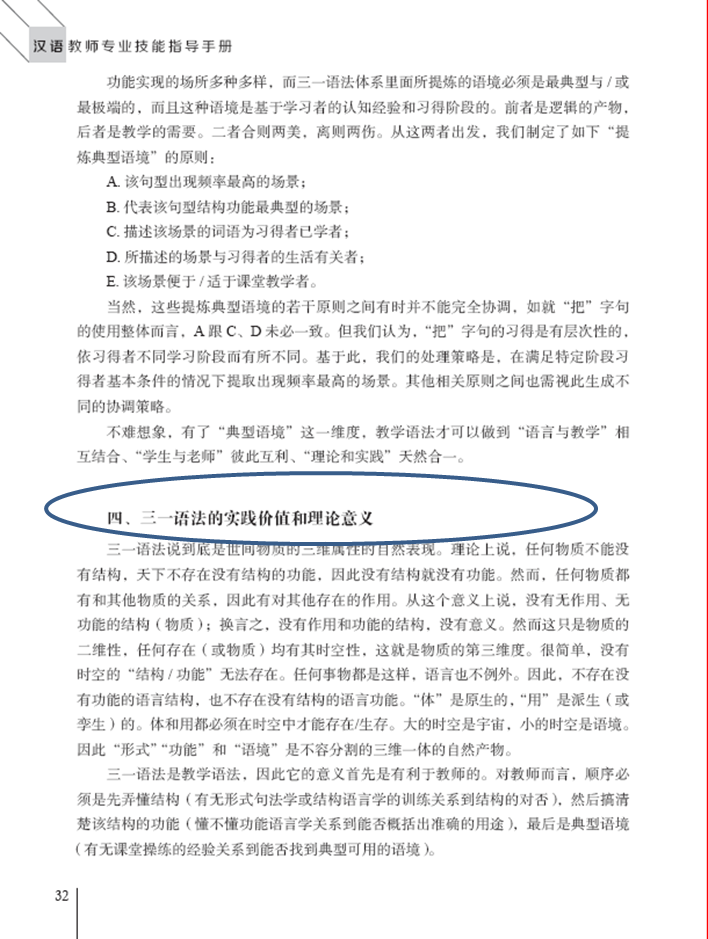 汉语教师专业技能指导手册
功能实现的场所多种多样，而三一语法体系里面所提炼的语境必须是最典型与 / 或
最极端的，而且这种语境是基于学习者的认知经验和习得阶段的。前者是逻辑的产物，
后者是教学的需要。二者合则两美，离则两伤。从这两者出发，我们制定了如下“提
炼典型语境”的原则：
A. 该句型出现频率最高的场景；
B. 代表该句型结构功能最典型的场景；
C. 描述该场景的词语为习得者已学者；
D. 所描述的场景与习得者的生活有关者；
E. 该场景便于 / 适于课堂教学者。
当然，这些提炼典型语境的若干原则之间有时并不能完全协调，如就“把”字句
的使用整体而言，A 跟 C、D 未必一致。但我们认为，“把”字句的习得是有层次性的，
依习得者不同学习阶段而有所不同。基于此，我们的处理策略是，在满足特定阶段习
得者基本条件的情况下提取出现频率最高的场景。其他相关原则之间也需视此生成不
同的协调策略。
不难想象，有了“典型语境”这一维度，教学语法才可以做到“语言与教学”相
互结合、“学生与老师”彼此互利、“理论和实践”天然合一。
四、三一语法的实践价值和理论意义
三一语法说到底是世间物质的三维属性的自然表现。理论上说，任何物质不能没
有结构，天下不存在没有结构的功能，因此没有结构就没有功能。然而，任何物质都
有和其他物质的关系，因此有对其他存在的作用。从这个意义上说，没有无作用、无
功能的结构（物质）；换言之，没有作用和功能的结构，没有意义。然而这只是物质的
二维性，任何存在（或物质）均有其时空性，这就是物质的第三维度。很简单，没有
时空的“结构 / 功能”无法存在。任何事物都是这样，语言也不例外。因此，不存在没
有功能的语言结构，也不存在没有结构的语言功能。“体”是原生的，“用”是派生（或
孪生）的。体和用都必须在时空中才能存在/生存。大的时空是宇宙，小的时空是语境。
因此“形式”“功能”和“语境”是不容分割的三维一体的自然产物。
三一语法是教学语法，因此它的意义首先是有利于教师的。对教师而言，顺序必
须是先弄懂结构（有无形式句法学或结构语言学的训练关系到结构的对否），然后搞清
楚该结构的功能（懂不懂功能语言学关系到能否概括出准确的用途），最后是典型语境
（有无课堂操练的经验关系到能否找到典型可用的语境）。
32